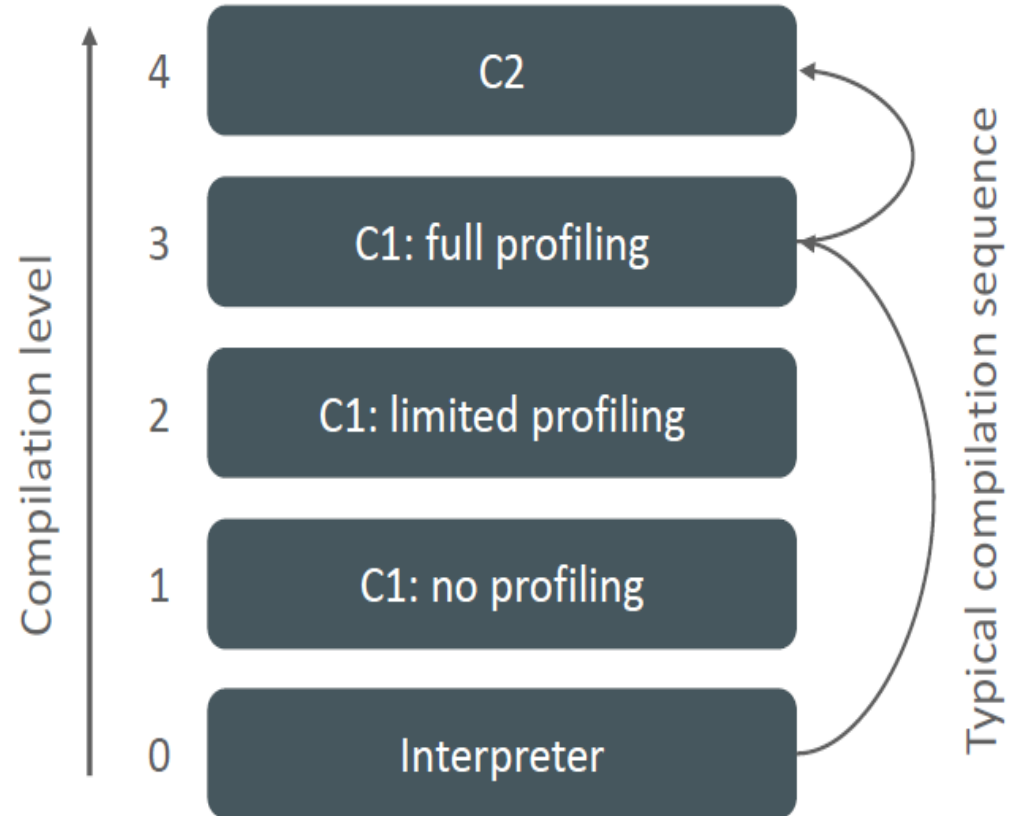 4
C2
3
C1: full profiling
2
C1: limited profiling
1
C1: no profiling
0
Interpreter
Compilation level
Typical compilation sequence